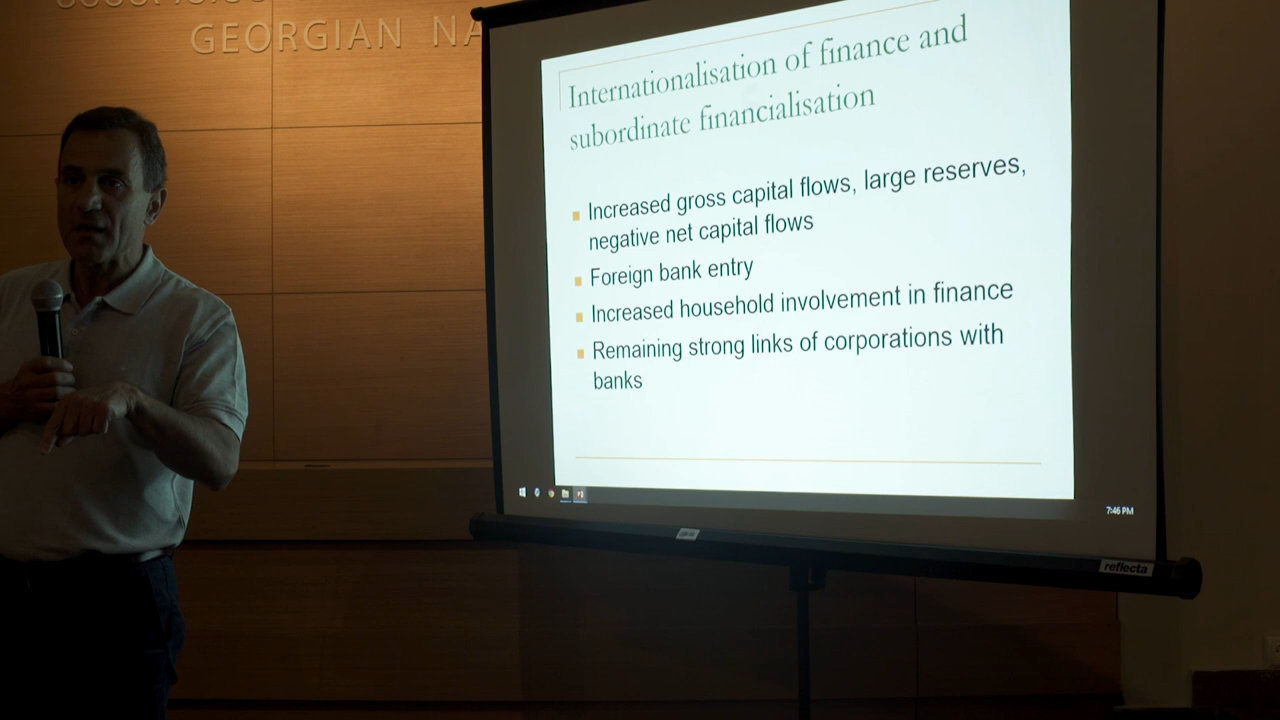 GEORGIAN NA
Internationalisation of finance and
subordinate financialisation
Increased gross capital flows, large reserves,
negative net capital flows
Foreign bank entry
Increased household involvement in finance
Remaining strong links of corporations with
banks
7:46 PM
reflecta